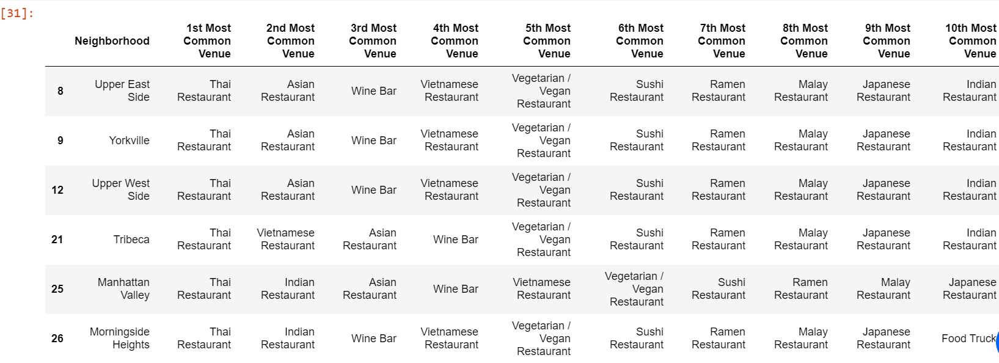 [31]:
Neighborhood 1st Most Common Venue 2nd Most Common Venue 3rd Most Common Venue 4th Most Common Venue 5th Most Common Venue 6th Most Common Venue 7th Most Common Venue 8th Most Common Venue 9th Most Common Venue 10th Most Common Venue
8 Upper East Side Thai Restaurant Asian Restaurant Wine Bar Vietnamese Restaurant Vegetarian / Vegan Restaurant Sushi Restaurant Ramen Restaurant Malay Restaurant Japanese Restaurant Indian Restaurant
9 Yorkville Thai Restaurant Asian Restaurant Wine Bar Vietnamese Restaurant Vegetarian / Vegan Restaurant Sushi Restaurant Ramen Restaurant Malay Restaurant Japanese Restaurant Indian Restaurant
12 Upper West Side Thai Restaurant Asian Restaurant Wine Bar Vietnamese Restaurant Vegetarian / Vegan Restaurant Sushi Restaurant Ramen Restaurant Malay Restaurant Japanese Restaurant Indian Restaurant
21 Tribeca Thai Restaurant Vietnamese Restaurant Asian Restaurant Wine Bar Vegetarian / Vegan Restaurant Sushi Restaurant Ramen Restaurant Malay Restaurant Japanese Restaurant Indian Restaurant
25 Manhattan Valley Thai Restaurant Indian Restaurant Asian Restaurant Wine Bar Vietnamese Restaurant Vegetarian / Vegan Restaurant Sushi Restaurant Ramen Restaurant Malay Restaurant Japanese Restaurant
26 Morningside Heights Thai Restaurant Indian Restaurant Wine Bar Vietnamese Restaurant Vegetarian / Vegan Restaurant Sushi Restaurant Ramen Restaurant Malay Restaurant Japanese Restaurant Food Truck